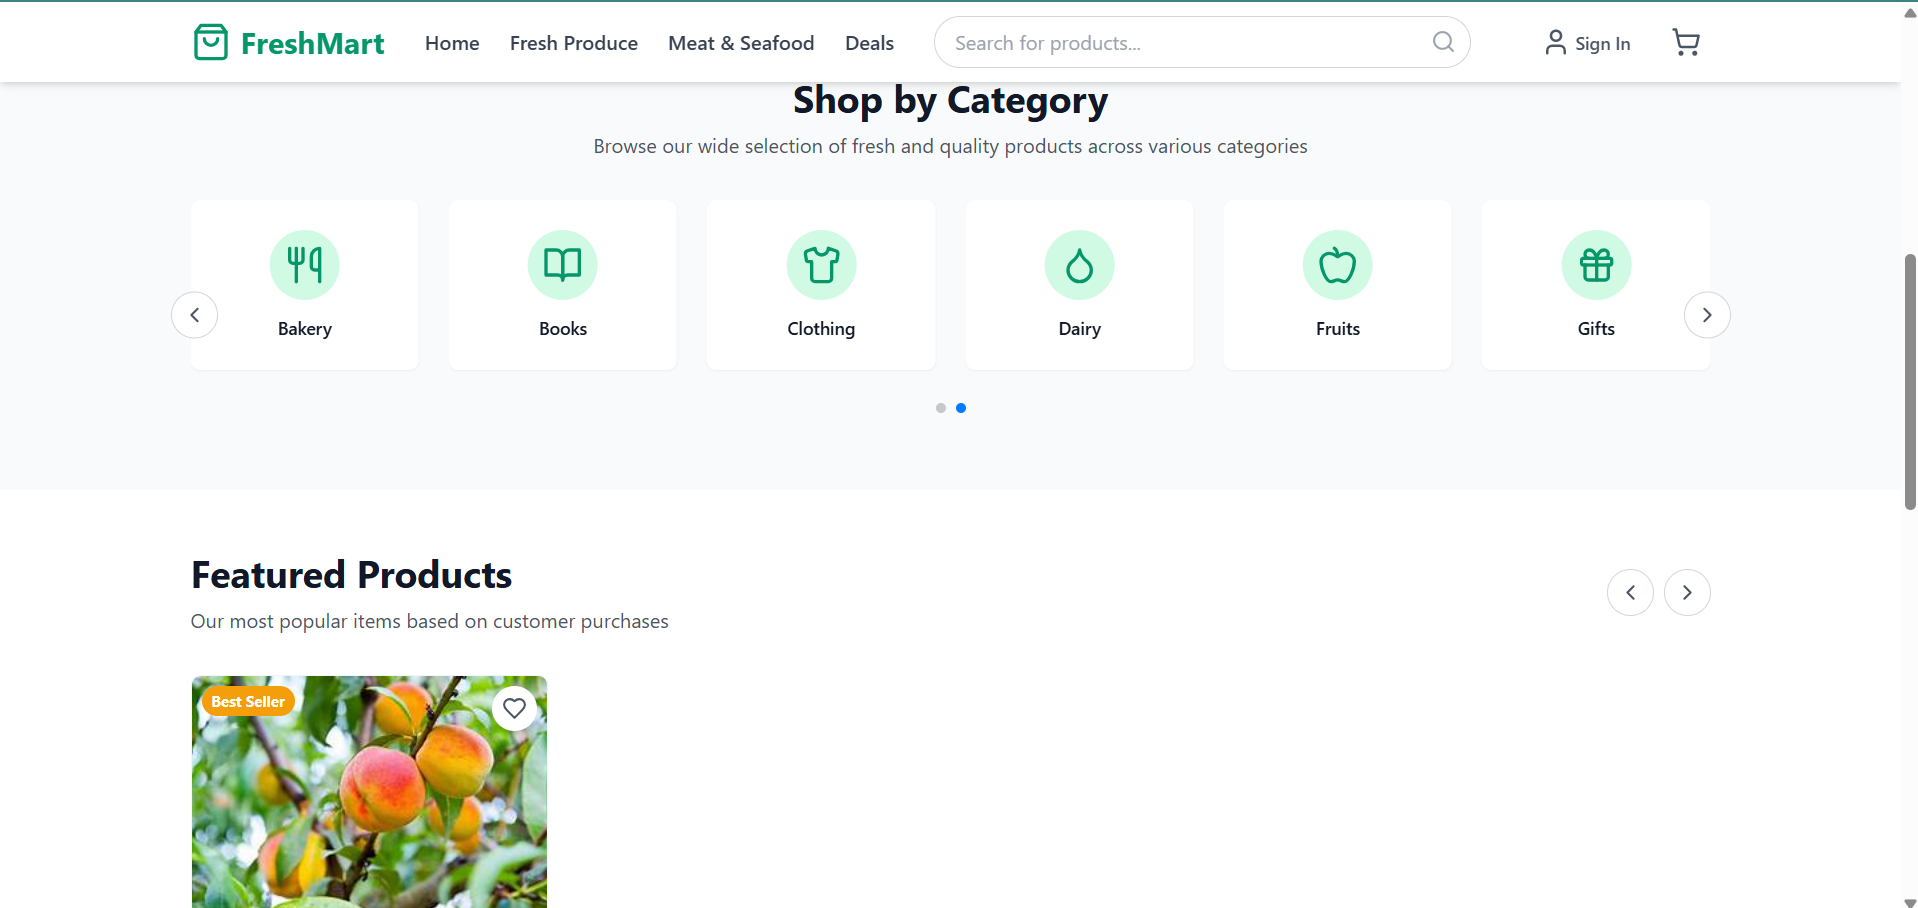 FreshMart
Home
Fresh Produce
Meat & Seafood
Deals
Search for products...
Sign In
Shop by Category
Browse our wide selection of fresh and quality products across various categories
Bakery
Books
Clothing
Dairy
Fruits
Gifts
Featured Products
Our most popular items based on customer purchases
Best Seller